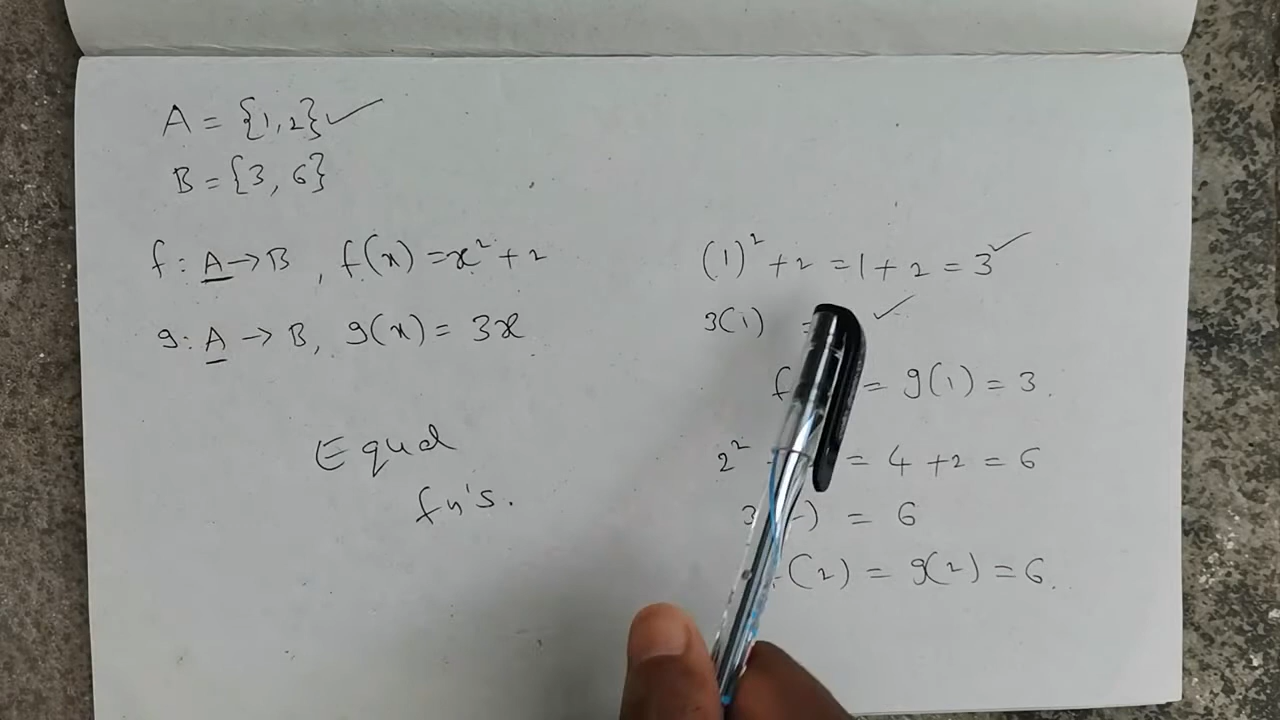 A = {1,2} ✓
B = {3, 6}
f : A → B , f(x) = x² + 2
g : A → B, g(x) = 3x
Equal
fn's.
(1)² + 2 = 1 + 2 = 3 ✓
3(1) = ✓
f = g(1) = 3.
2² = 4 + 2 = 6
3 ) = 6
(2) = g(2) = 6.